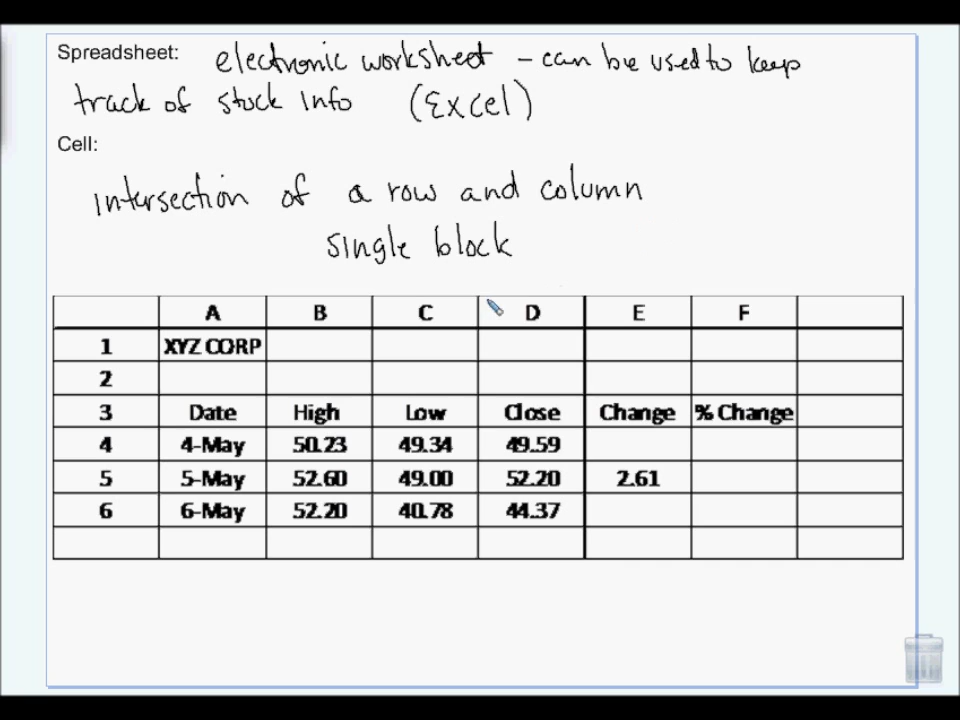 Spreadsheet: electronic worksheet - can be used to keep
track of stock info (Excel)
Cell:
intersection of a row and column
single block
A B C D E F
1 XYZ CORP
2
3 Date High Low Close Change % Change
4 4-May 50.23 49.34 49.59
5 5-May 52.60 49.00 52.20 2.61
6 6-May 52.20 40.78 44.37